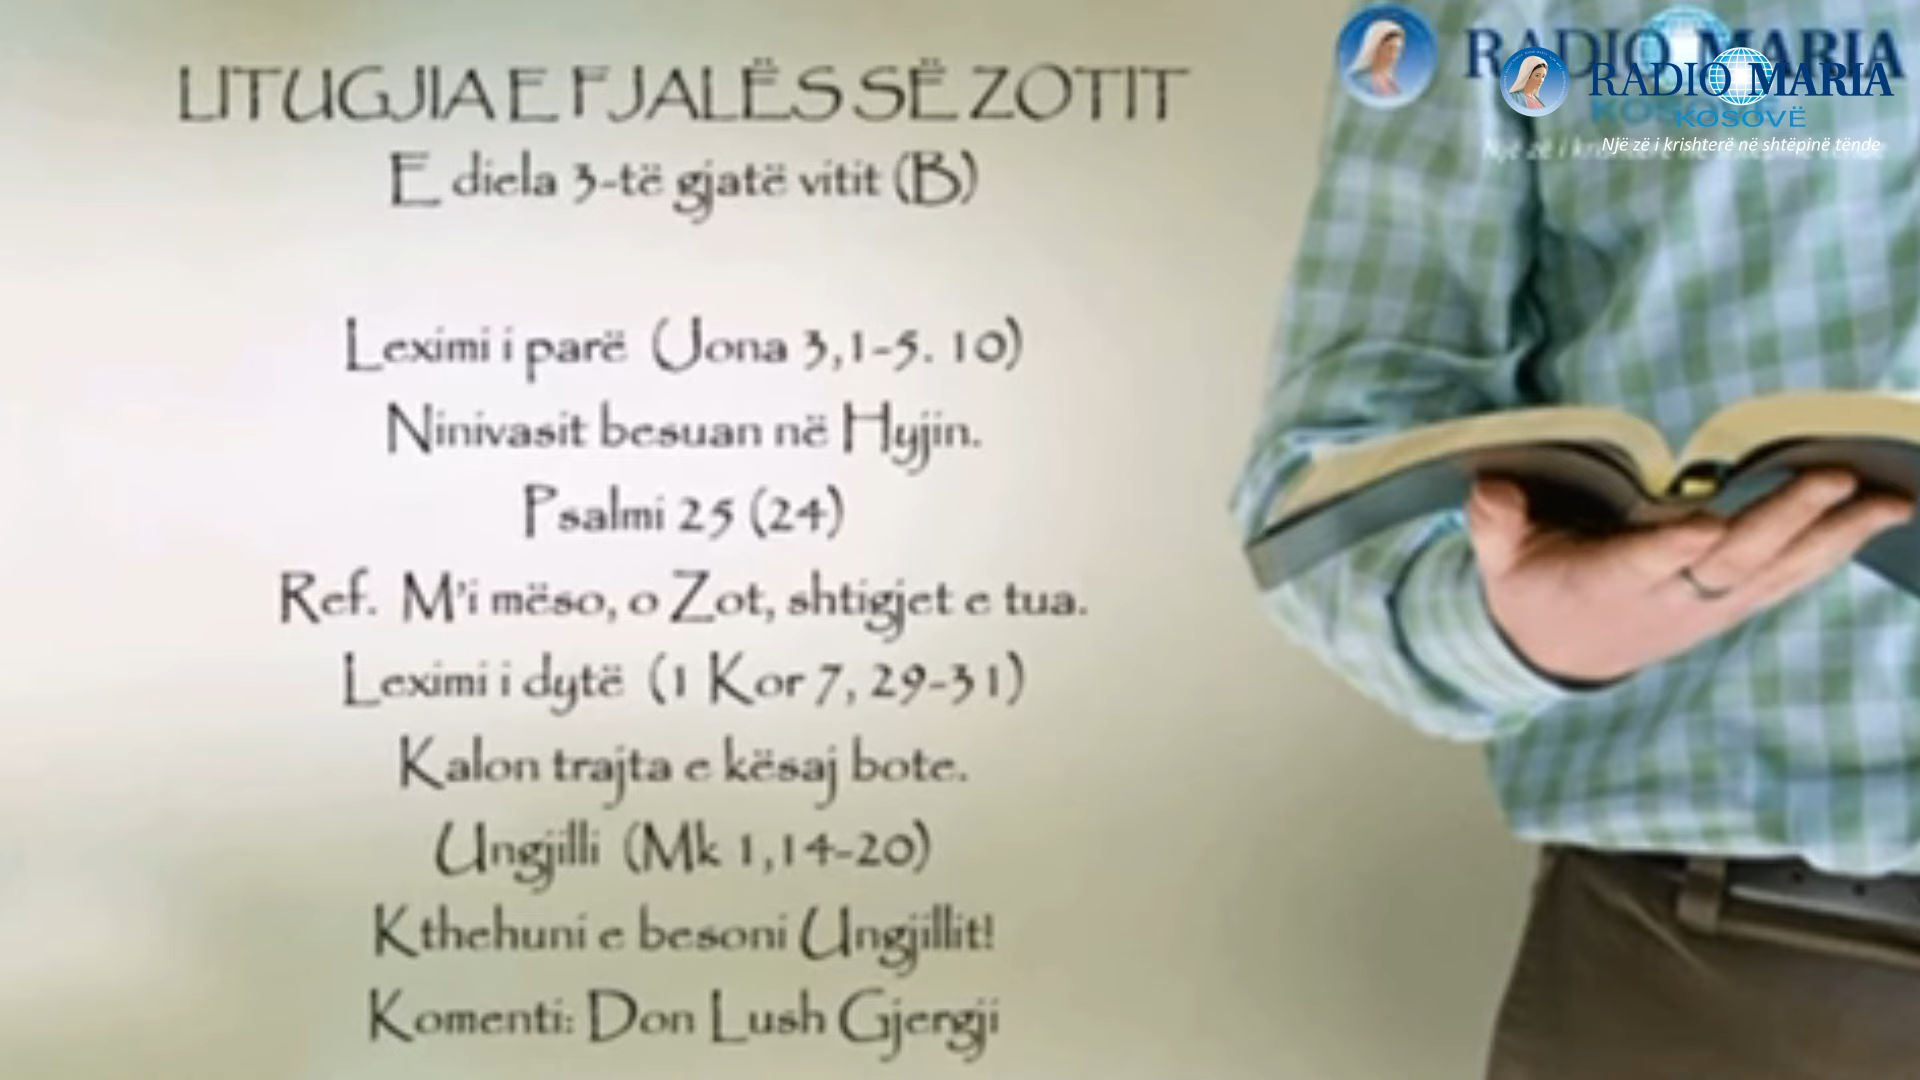 LITUGJIA E FJALËS SË ZOTIT
E diela 3-të gjatë vitit (B)
Leximi i parë (Jona 3,1-5. 10)
Ninivasit besuan në Hyjin.
Psalmi 25 (24)
Ref. M'i mëso, o Zot, shtigjet e tua.
Leximi i dytë (1 Kor 7, 29-31)
Kalon trajta e kësaj bote.
Ungjilli (Mk 1,14-20)
Kthehuni e besoni Ungjillit!
Komenti: Don Lush Gjergji
RADIO MARIA
RADIO MARIA
KOSOVË
Një zë i krishterë në shtëpinë tënde